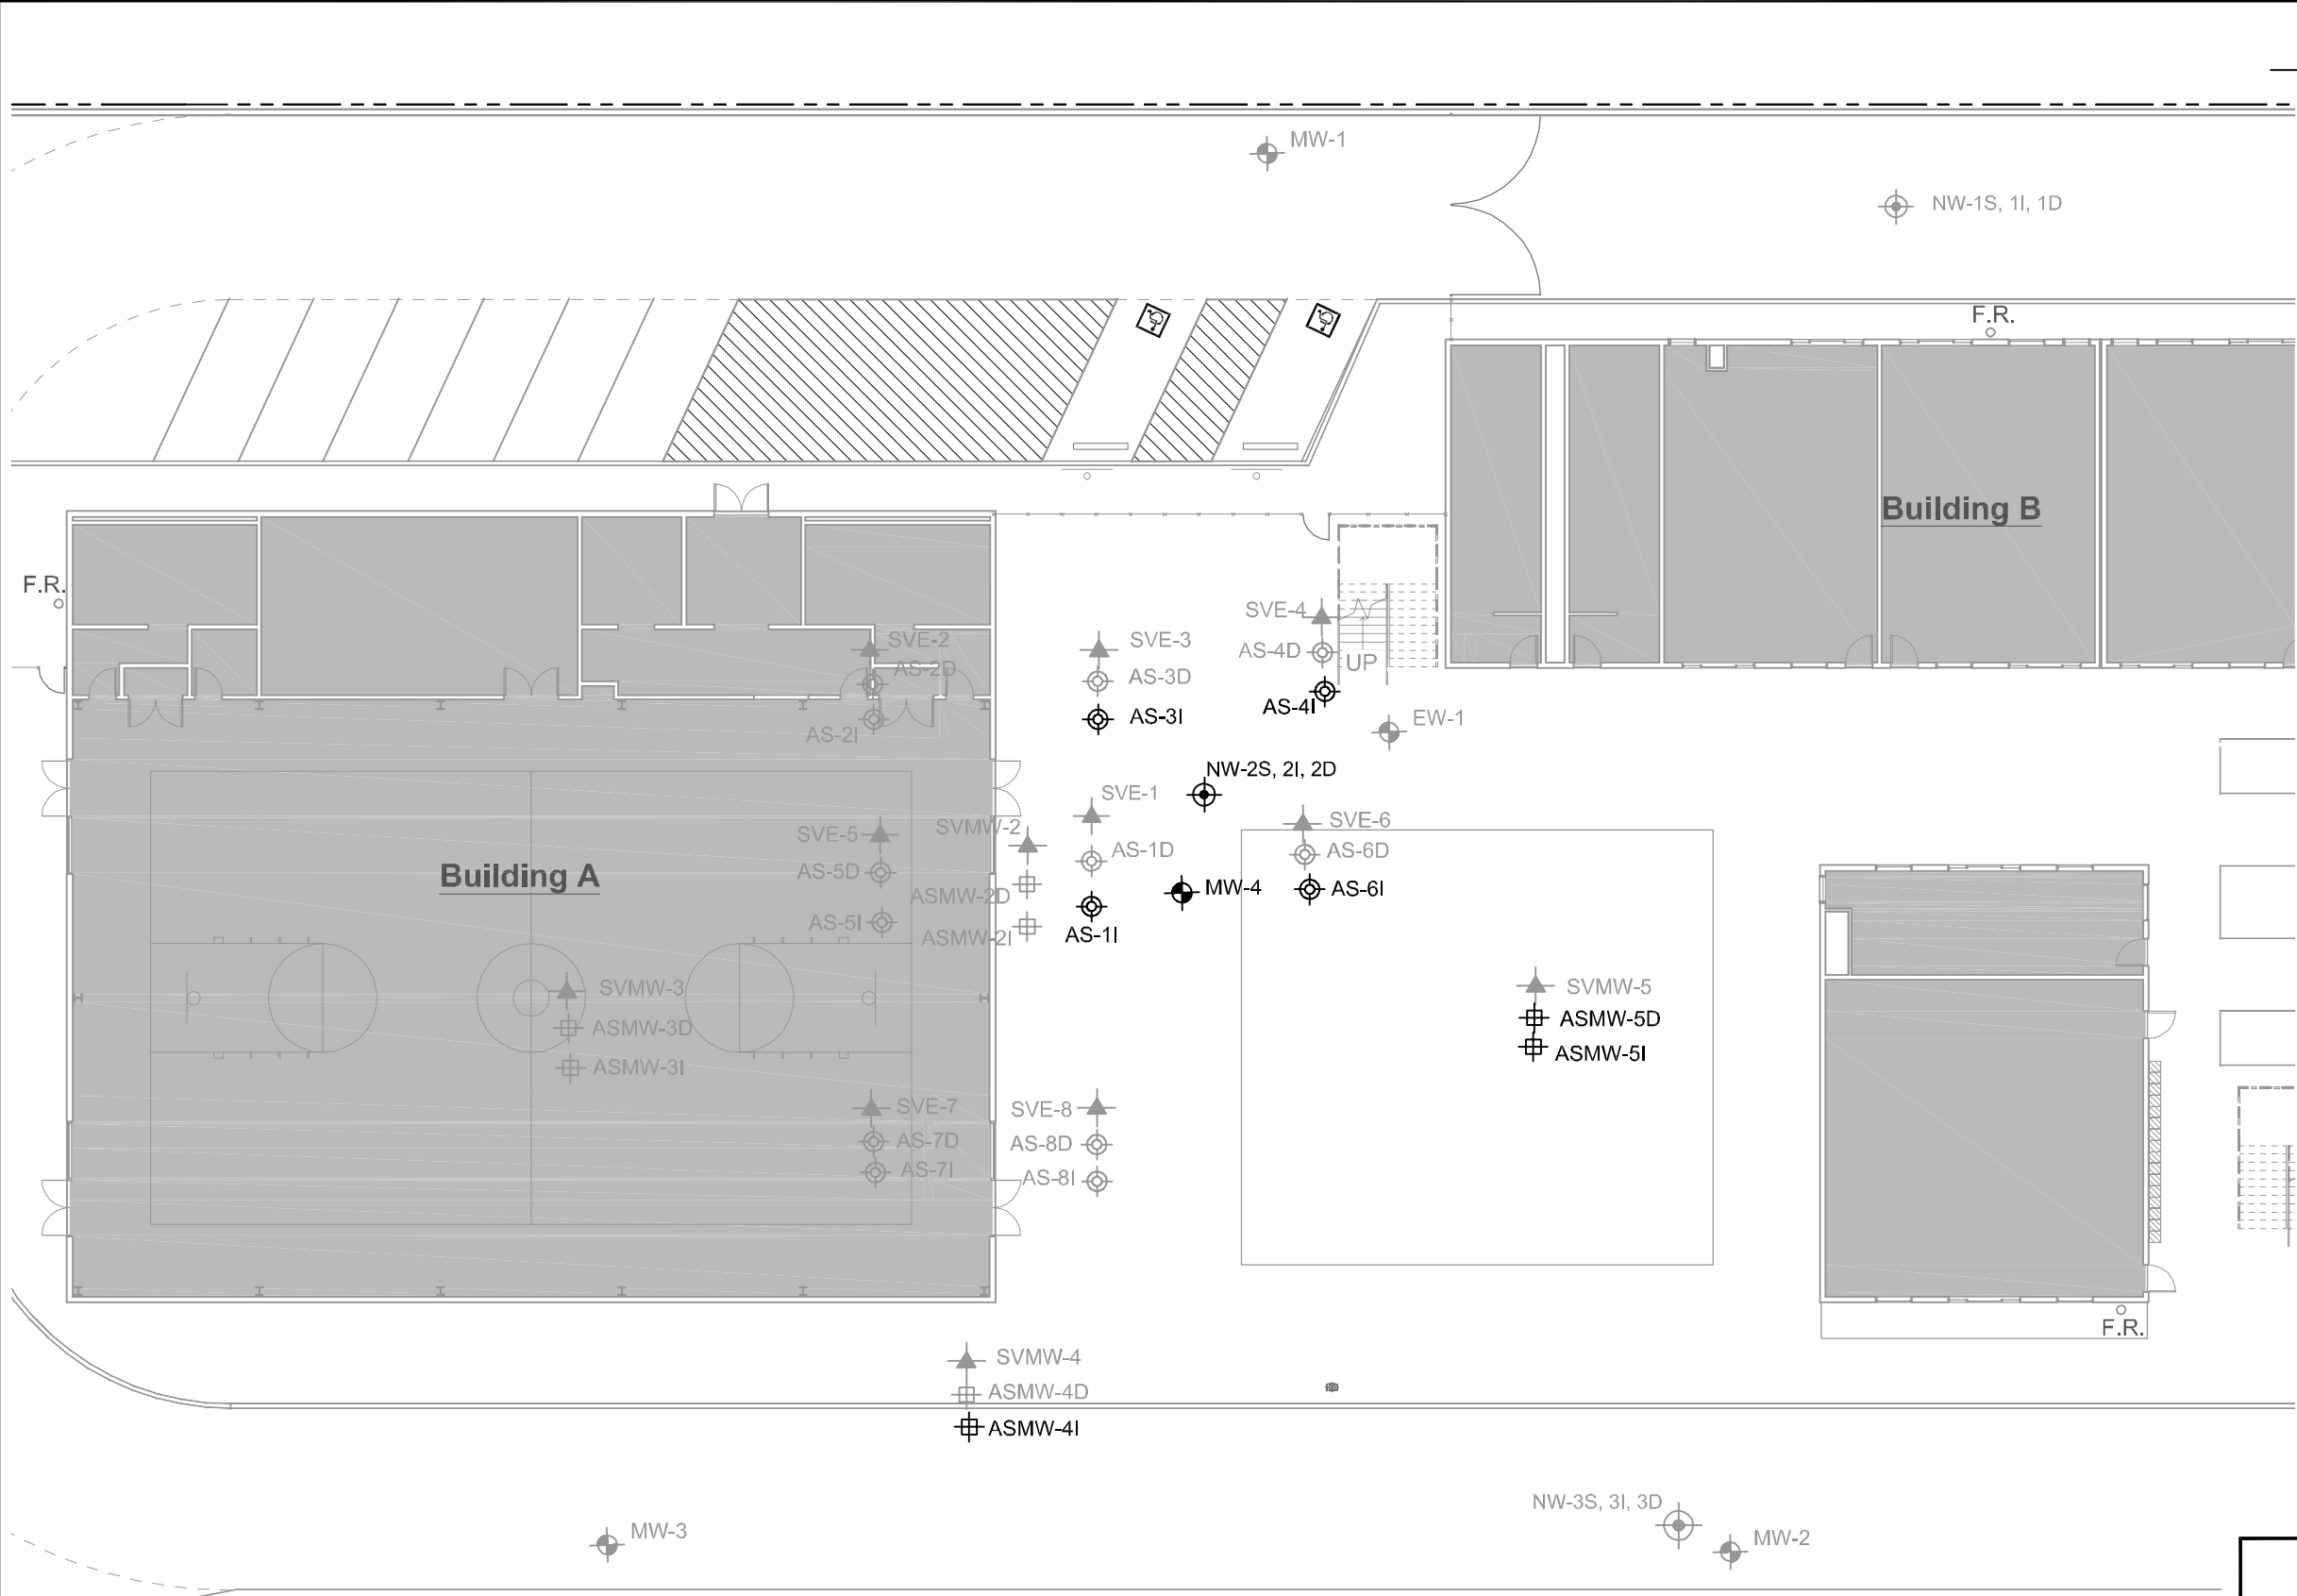 MW-1
NW-1S, 1I, 1D
F.R.
Building B
F.R.
SVE-2
AS-2D
AS-2I
SVE-3
AS-3D
AS-3I
SVE-4
AS-4D
AS-4I
UP
EW-1
NW-2S, 2I, 2D
SVE-1
AS-1D
AS-1I
SVE-5
AS-5D
AS-5I
SVMW-2
ASMW-2D
ASMW-2I
MW-4
SVE-6
AS-6D
AS-6I
Building A
SVMW-3
ASMW-3D
ASMW-3I
SVMW-5
ASMW-5D
ASMW-5I
SVE-7
AS-7D
AS-7I
SVE-8
AS-8D
AS-8I
F.R.
SVMW-4
ASMW-4D
ASMW-4I
NW-3S, 3I, 3D
MW-3
MW-2